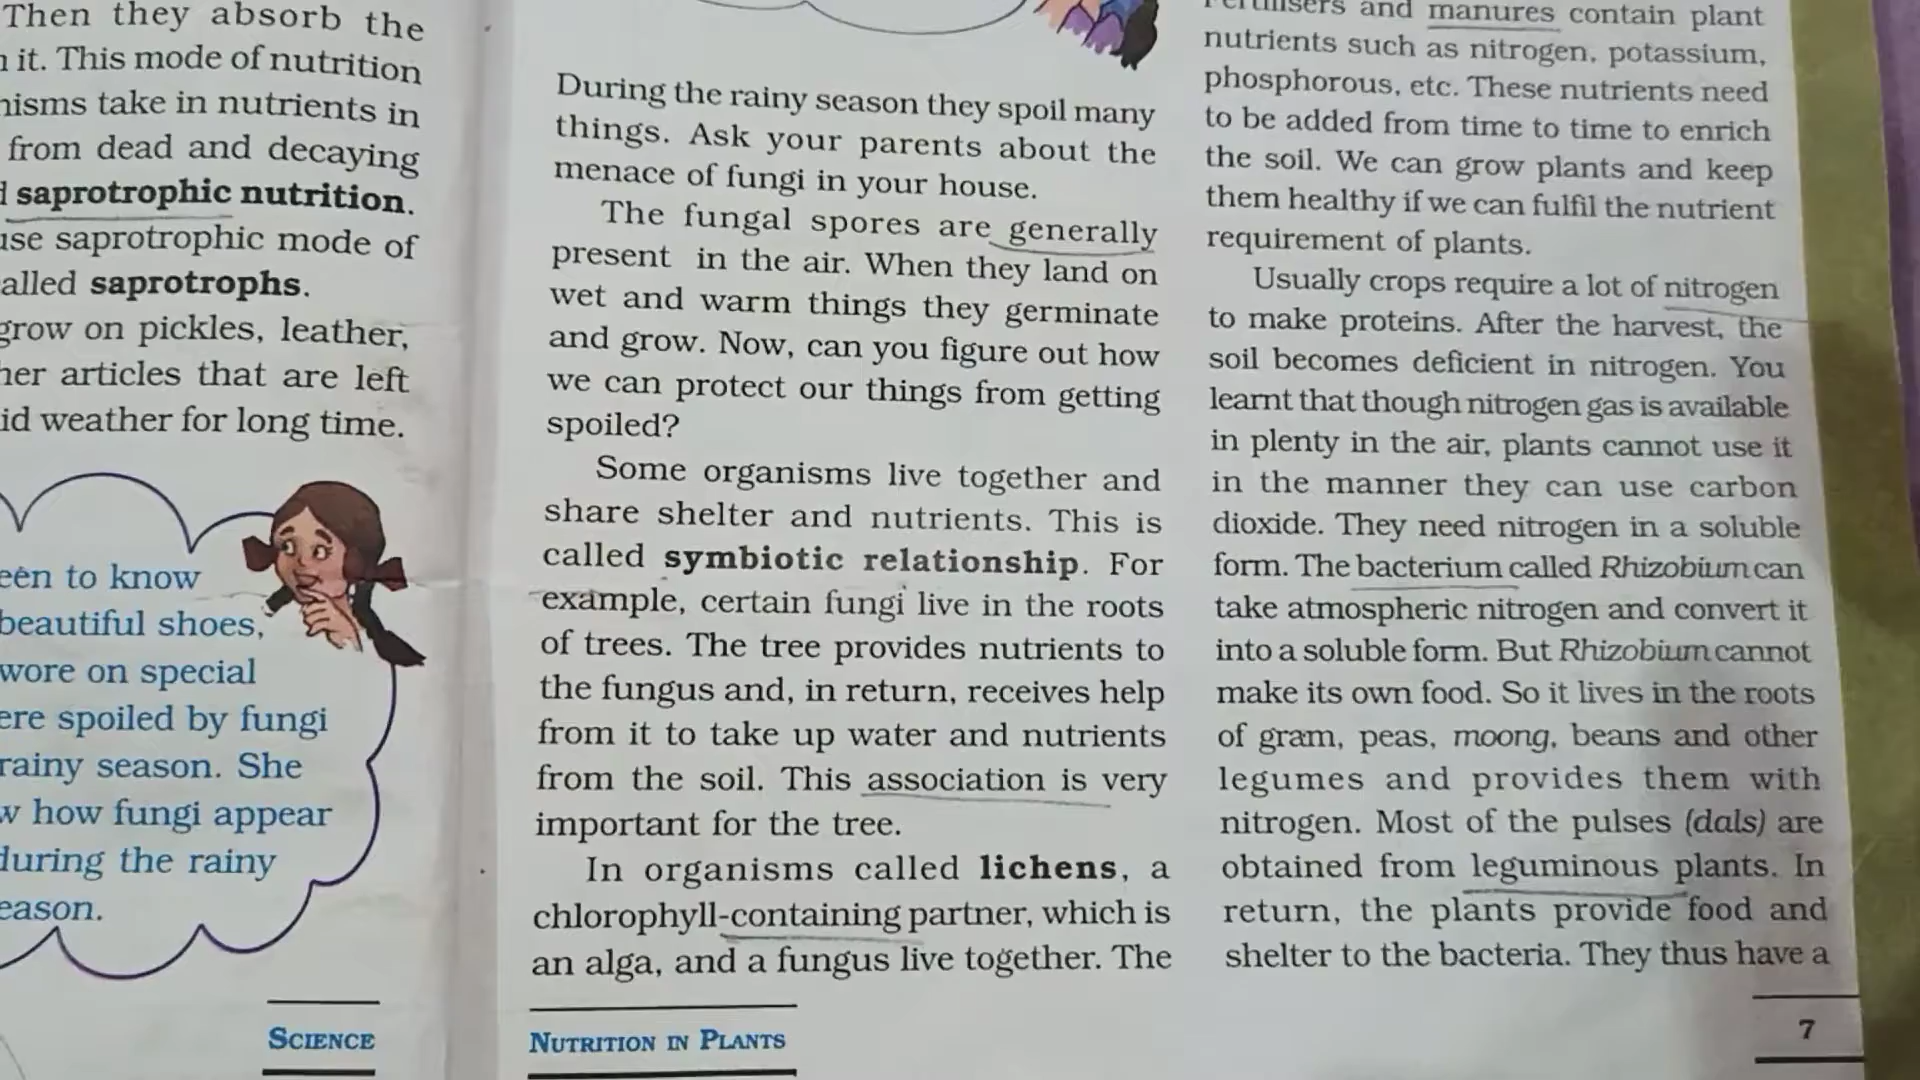 Then they absorb the
it. This mode of nutrition
take in nutrients in
from dead and decaying
saprotrophic nutrition.
saprotrophic mode of
saprotrophs.
grow on pickles, leather,
articles that are left
weather for long time.
to know
beautiful shoes,
wore on special
spoiled by fungi
rainy season. She
how fungi appear
during the rainy
SCIENCE
During the rainy season they spoil many
things. Ask your parents about the
menace of fungi in your house.
The fungal spores are generally
present in the air. When they land on
wet and warm things they germinate
and grow. Now, can you figure out how
we can protect our things from getting
spoiled?
Some organisms live together and
share shelter and nutrients. This is
called symbiotic relationship. For
example, certain fungi live in the roots
of trees. The tree provides nutrients to
the fungus and, in return, receives help
from it to take up water and nutrients
from the soil. This association is very
important for the tree.
In organisms called lichens, a
chlorophyll-containing partner, which is
an alga, and a fungus live together. The
NUTRITION IN PLANTS
Fertilisers and manures contain plant
nutrients such as nitrogen, potassium,
phosphorous, etc. These nutrients need
to be added from time to time to enrich
the soil. We can grow plants and keep
them healthy if we can fulfil the nutrient
requirement of plants.
Usually crops require a lot of nitrogen
to make proteins. After the harvest, the
soil becomes deficient in nitrogen. You
learnt that though nitrogen gas is available
in plenty in the air, plants cannot use it
in the manner they can use carbon
dioxide. They need nitrogen in a soluble
form. The bacterium called Rhizobium can
take atmospheric nitrogen and convert it
into a soluble form. But Rhizobium cannot
make its own food. So it lives in the roots
of gram, peas, moong, beans and other
legumes and provides them with
nitrogen. Most of the pulses (dals) are
obtained from leguminous plants. In
return, the plants provide food and
shelter to the bacteria. They thus have a
7